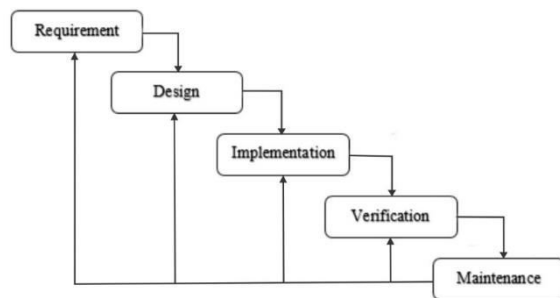 Requirement
Design
Implementation
Verification
Maintenance